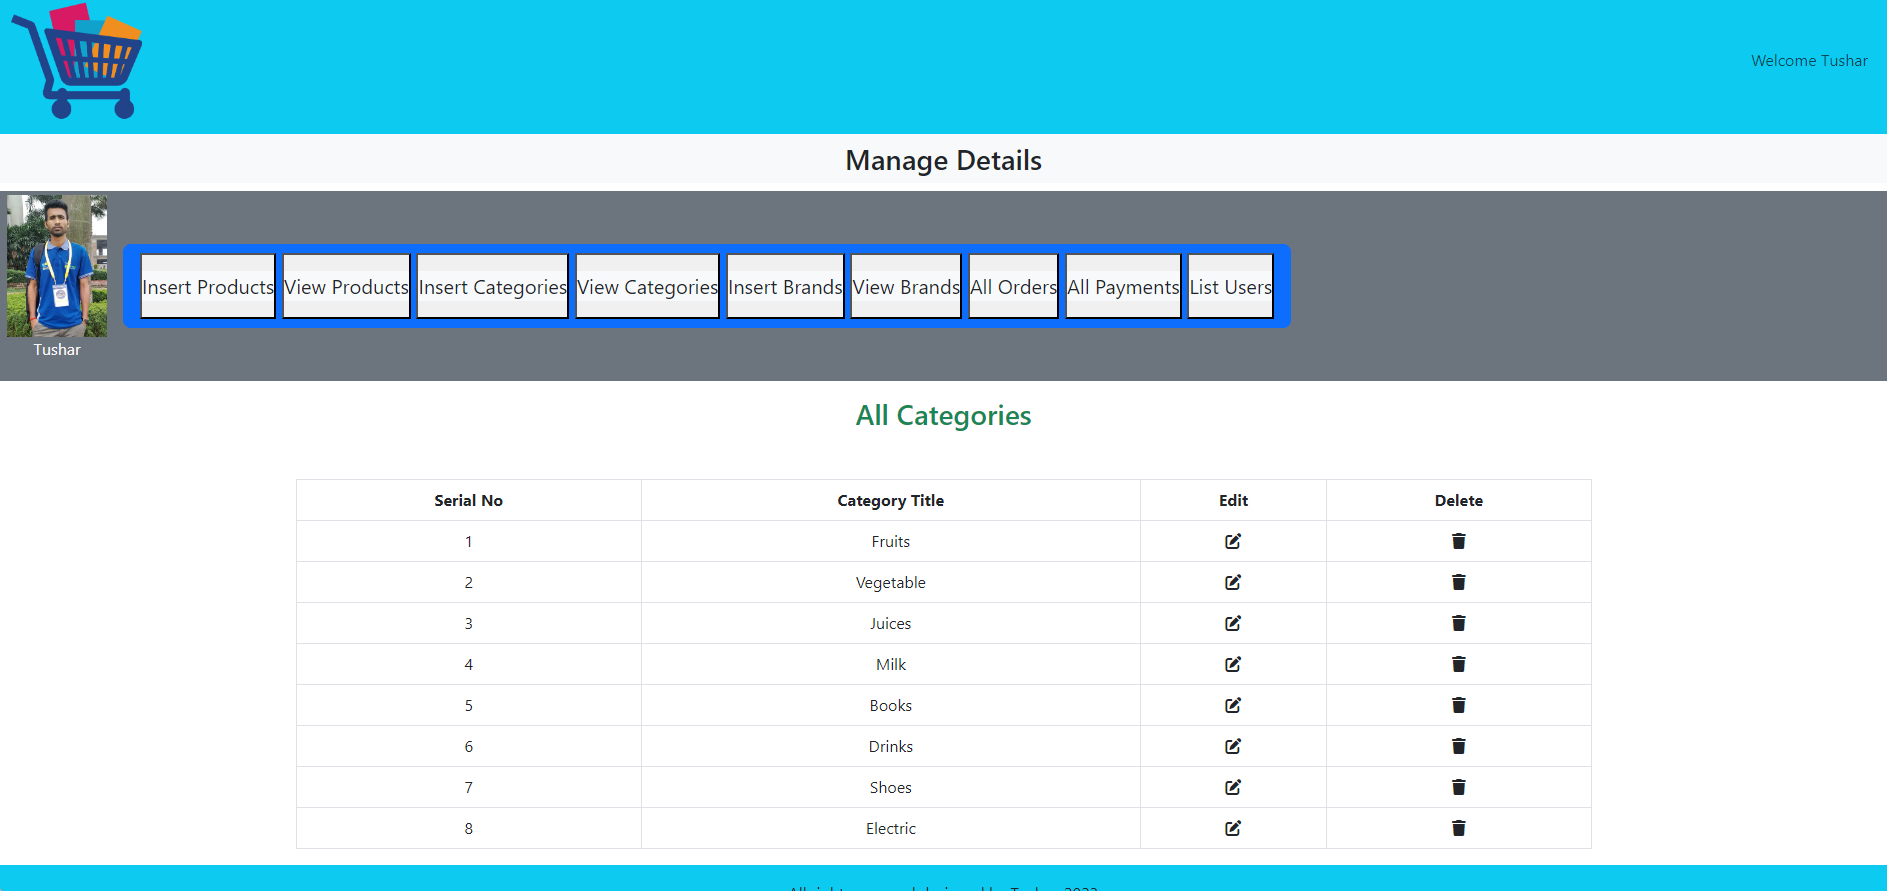 Welcome Tushar
Manage Details
Insert Products View Products Insert Categories View Categories Insert Brands View Brands All Orders All Payments List Users
Tushar
All Categories
Serial No Category Title Edit Delete
1 Fruits
2 Vegetable
3 Juices
4 Milk
5 Books
6 Drinks
7 Shoes
8 Electric